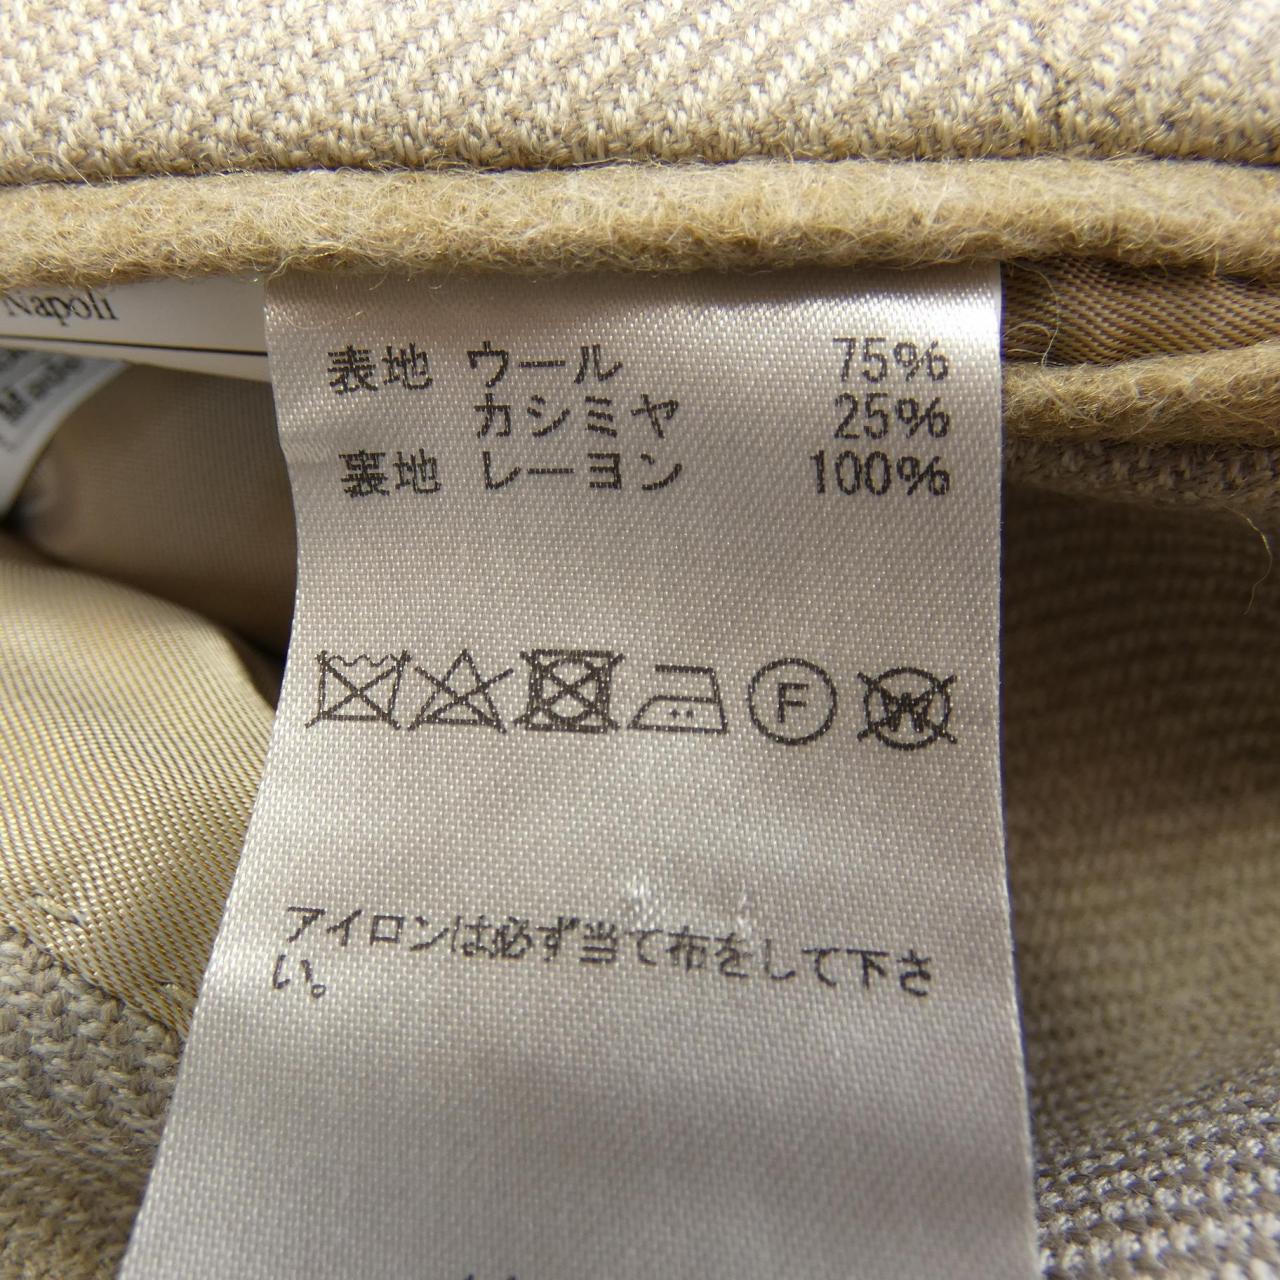 Napoli
Made
表地 ウール 75%
カシミヤ 25%
裏地 レーヨン 100%
F
W
アイロンは必ず当て布をして下さ
い。